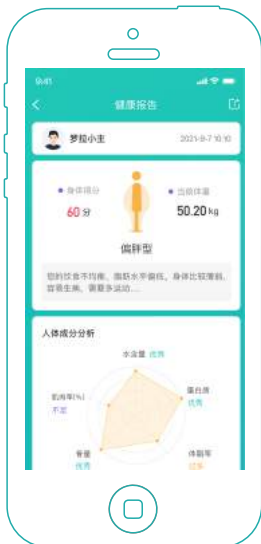 9:41
健康报告
罗拉小主
2021-9-7 10:10
身体得分
当前体重
60 分
50.20 kg
偏胖型
您的饮食不均衡，脂肪水平偏低，身体比较薄弱，
容易生病，需要多运动....
人体成分分析
水含量 优秀
肌肉率(%)
不足
蛋白质
优秀
骨量
优秀
体脂率
过多